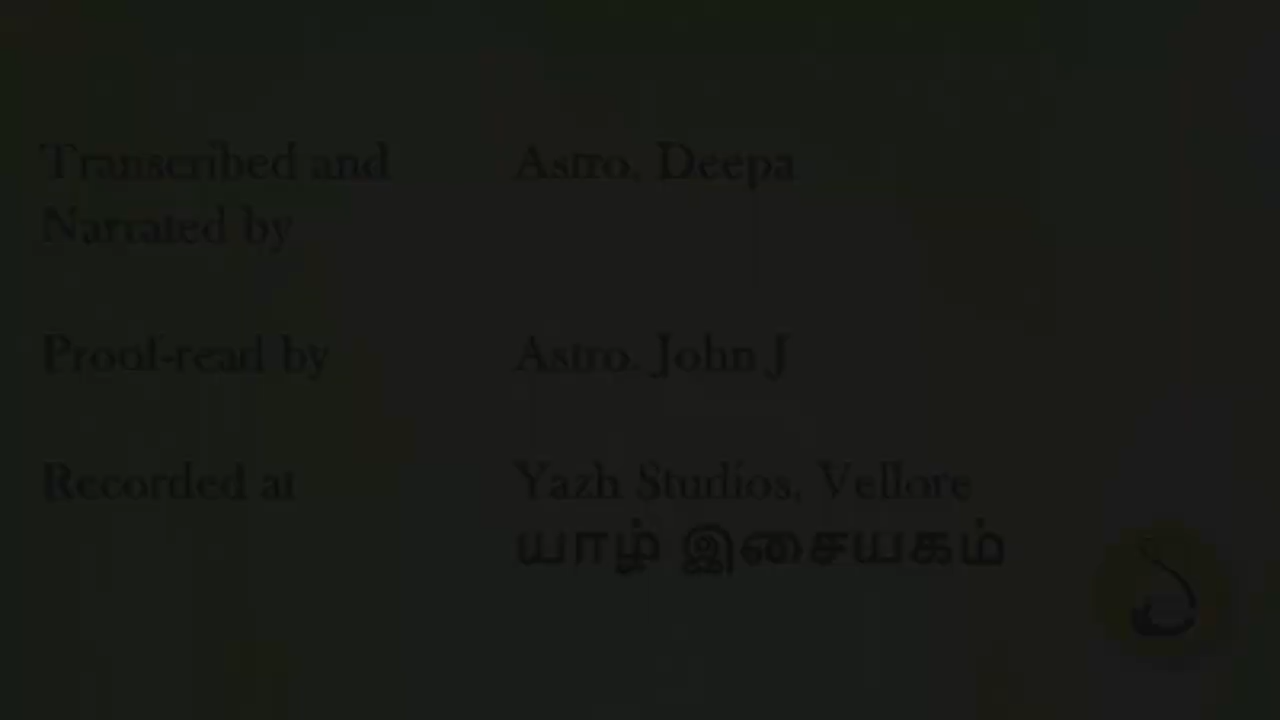 Transcribed and Astro. Deepa
Narrated by
Proof-read by Astro. John J
Recorded at Yazh Studios, Vellore
யாழ் இசையகம்